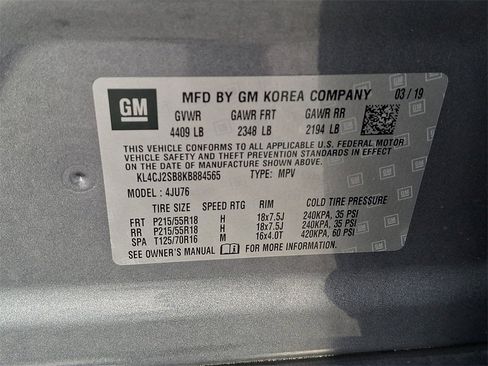 GM
MFD BY GM KOREA COMPANY 03 / 19
GVWR GAWR FRT GAWR RR
4409 LB 2348 LB 2194 LB
THIS VEHICLE CONFORMS TO ALL APPLICABLE U.S. FEDERAL MOTOR
VEHICLE SAFETY, BUMPER, AND THEFT PREVENTION STANDARDS IN
EFFECT ON THE DATE OF MANUFACTURE SHOWN ABOVE.
KL4CJ2SB8KB884565 TYPE: MPV
MODEL : 4JU76
TIRE SIZE SPEED RTG RIM COLD TIRE PRESSURE
FRT P215/55R18 H 18x7.5J 240KPA, 35 PSI
RR P215/55R18 H 18x7.5J 240KPA, 35 PSI
SPA T125/70R16 M 16x4.0T 420KPA, 60 PSI
SEE OWNER'S MANUAL FOR MORE INFORMATION.